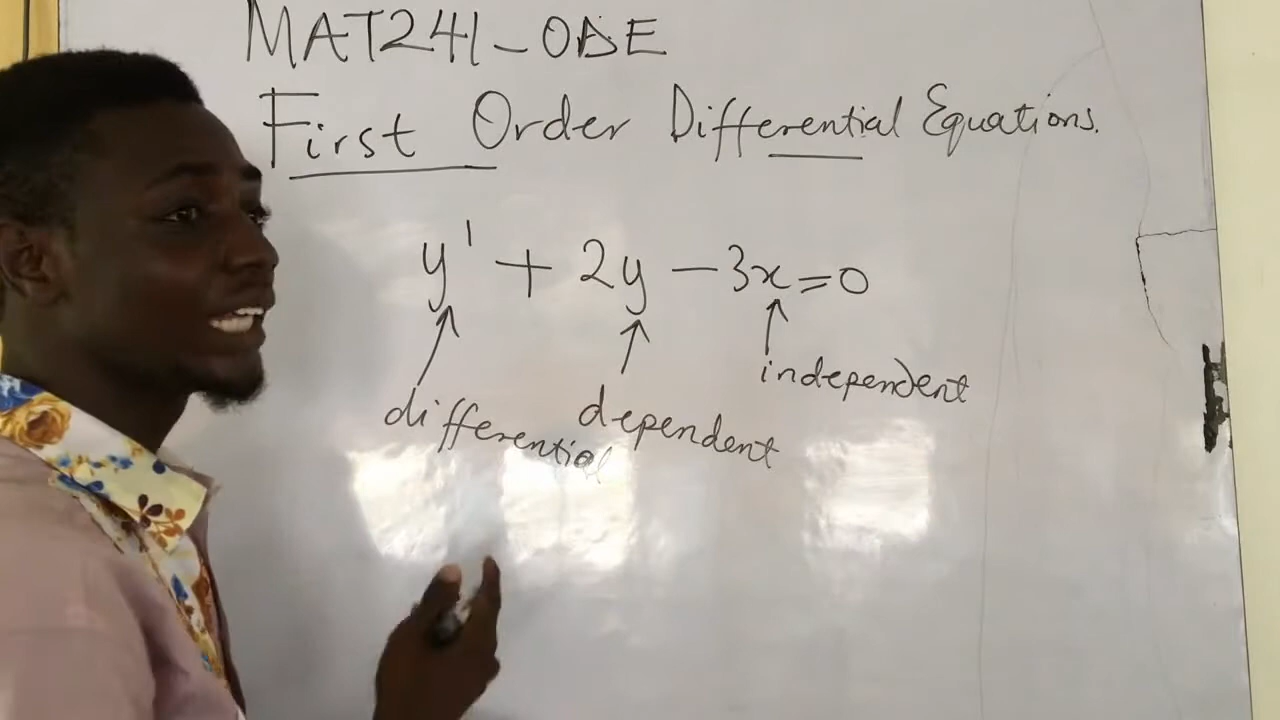 MAT241-ODE
First Order Differential Equations.
y' + 2y - 3x = 0
differential dependent independent